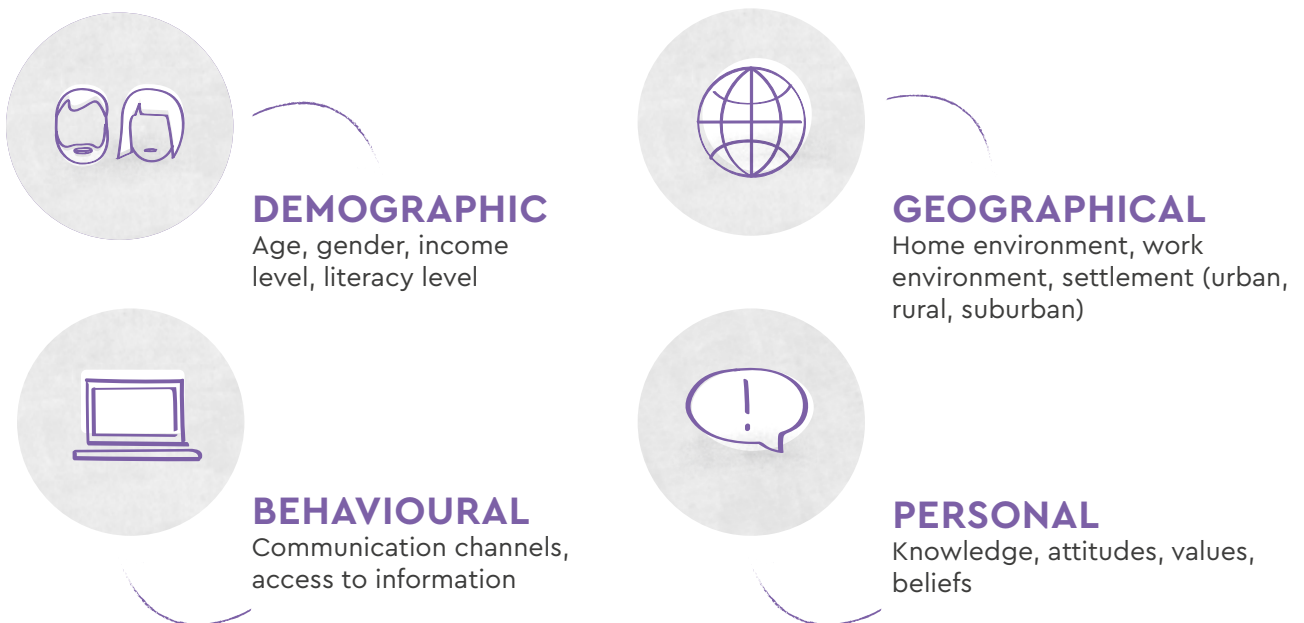 DEMOGRAPHIC
Age, gender, income
level, literacy level
GEOGRAPHICAL
Home environment, work
environment, settlement (urban,
rural, suburban)
BEHAVIOURAL
Communication channels,
access to information
PERSONAL
Knowledge, attitudes, values,
beliefs